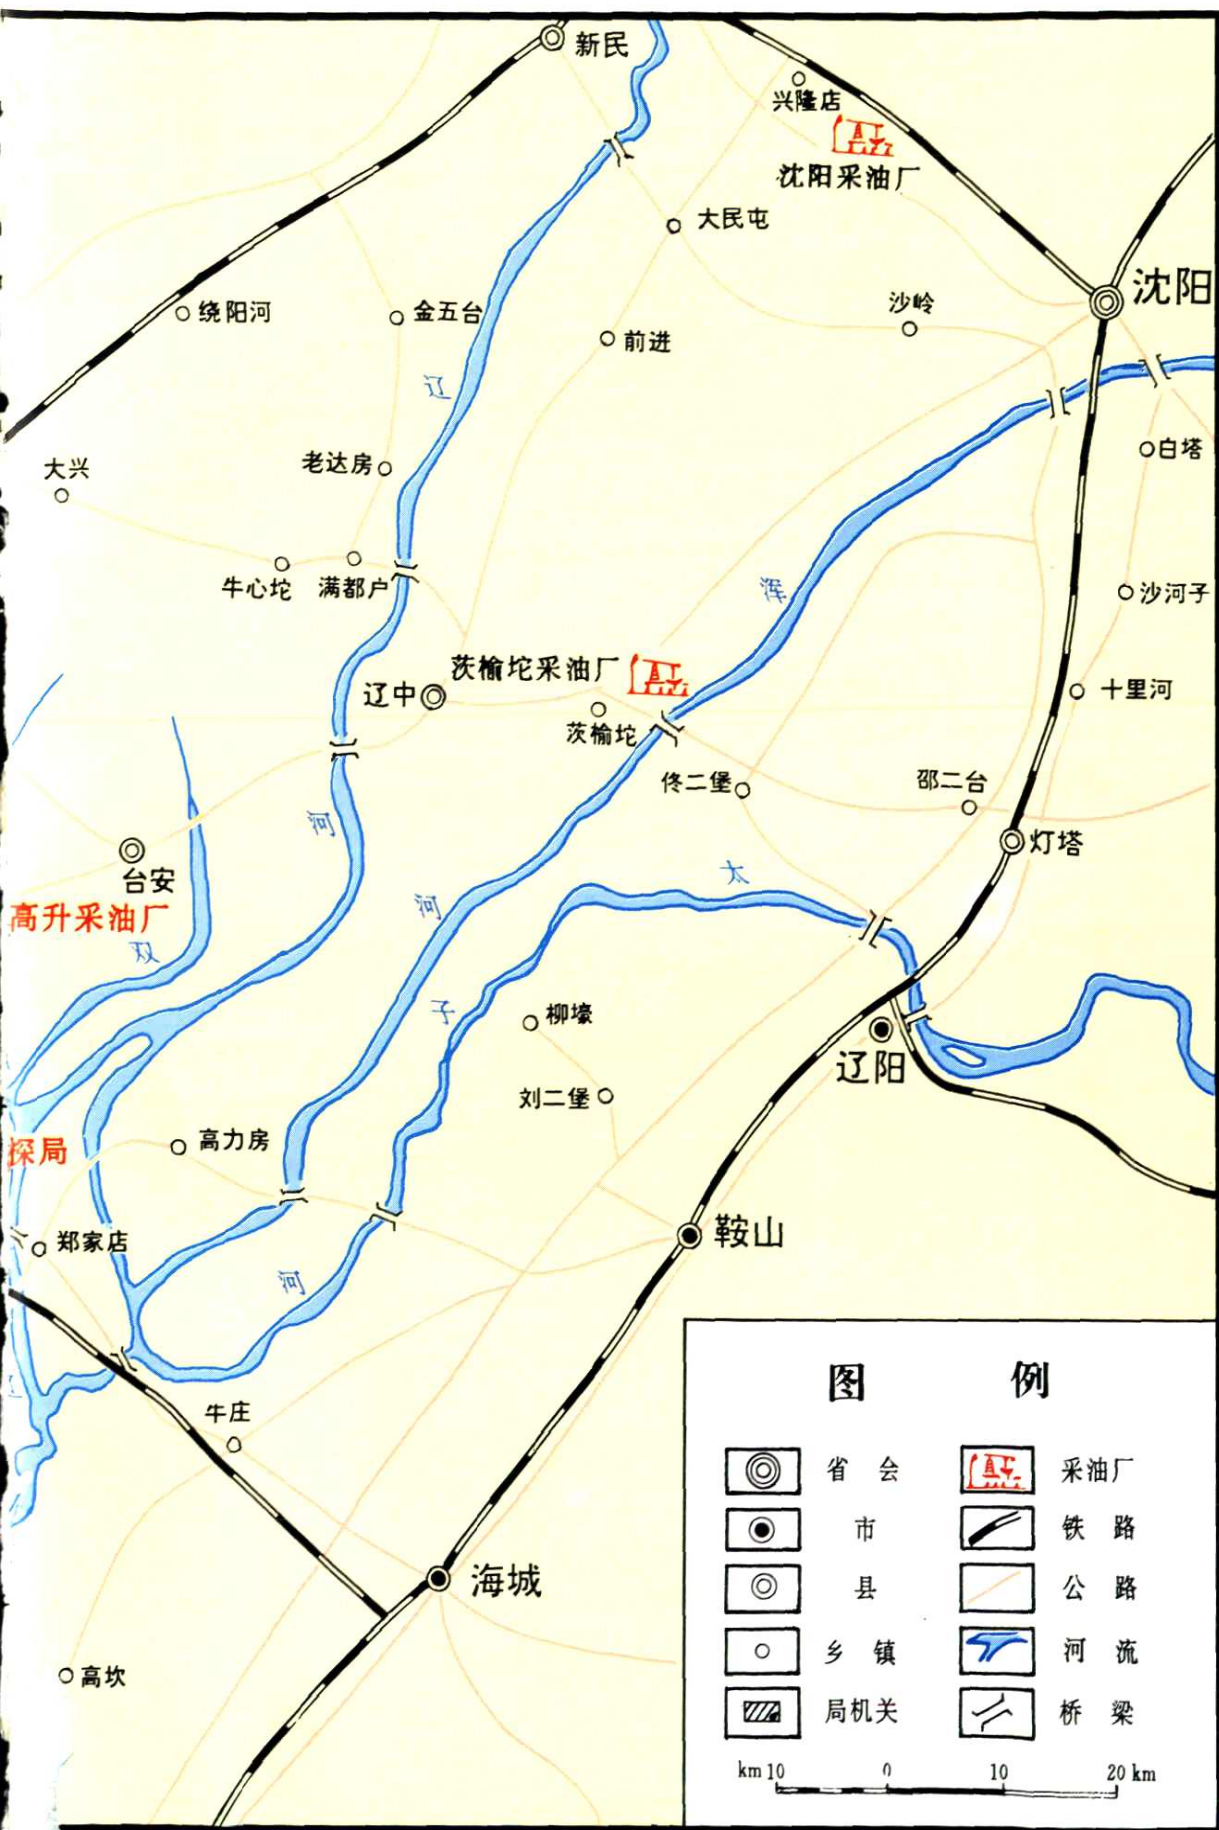 新民
兴隆店
沈阳采油厂
大民屯
沈阳
绕阳河
金五台
沙岭
前进
辽
大兴
老达房
白塔
牛心坨
满都户
浑
沙河子
茨榆坨采油厂
辽中
茨榆坨
十里河
佟二堡
邵二台
河
灯塔
台安
太
高升采油厂
河
双
子
柳壕
辽阳
刘二堡
高力房
探局
郑家店
鞍山
河
牛庄
海城
高坎
图 例
省会 采油厂
市 铁路
县 公路
乡镇 河流
局机关 桥梁
km 10 0 10 20 km